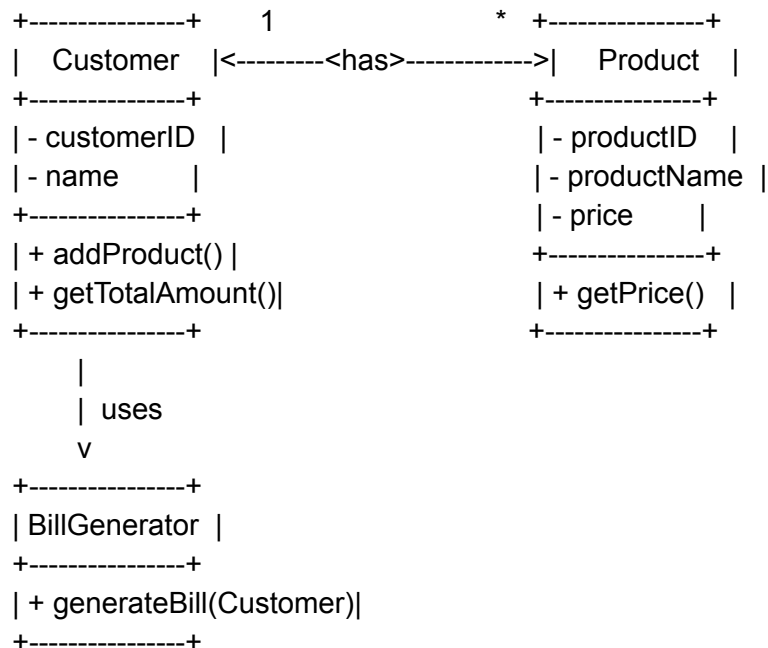 +----------------+ 1 * +----------------+
| Customer |<---------<has>------------->| Product |
+----------------+ +----------------+
| - customerID | | - productID |
| - name | | - productName |
+----------------+ | - price |
| + addProduct() | +----------------+
| + getTotalAmount()| | + getPrice() |
+----------------+ +----------------+
|
| uses
v
+----------------+
| BillGenerator |
+----------------+
| + generateBill(Customer)|
+----------------+